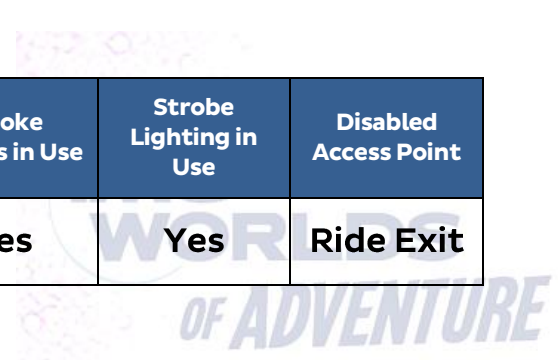 oke
s in Use
Strobe
Lighting in
Use
Disabled
Access Point
es
Yes
Ride Exit
WORLDS
OF ADVENTURE